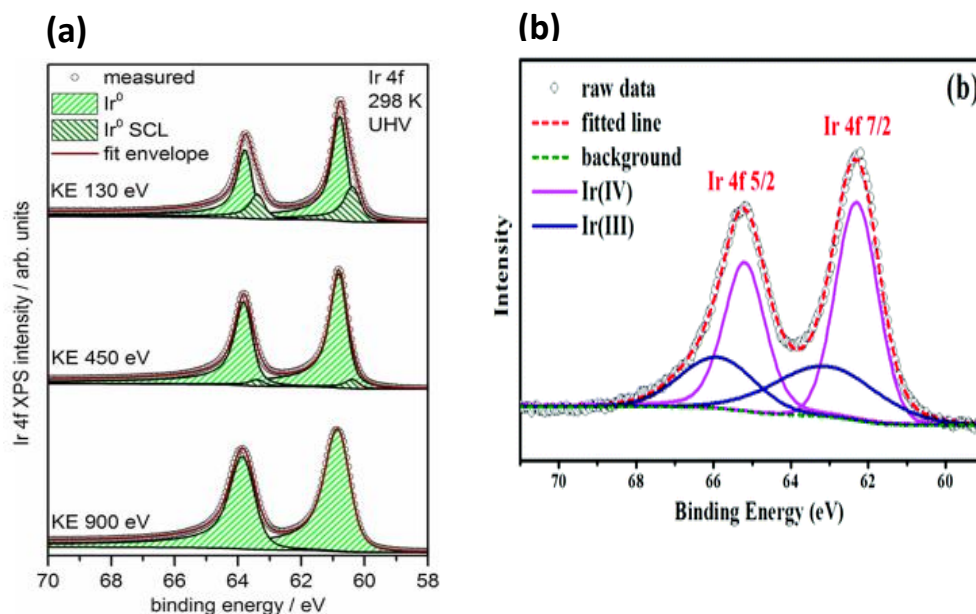 (a)
measured
Ir⁰
Ir⁰ SCL
fit envelope
Ir 4f
298 K
UHV
KE 130 eV
KE 450 eV
KE 900 eV
Ir 4f XPS intensity / arb. units
70 68 66 64 62 60 58
binding energy / eV
(b)
(b)
raw data
fitted line
background
Ir(IV)
Ir(III)
Ir 4f 7/2
Ir 4f 5/2
Intensity
70 68 66 64 62 60
Binding Energy (eV)